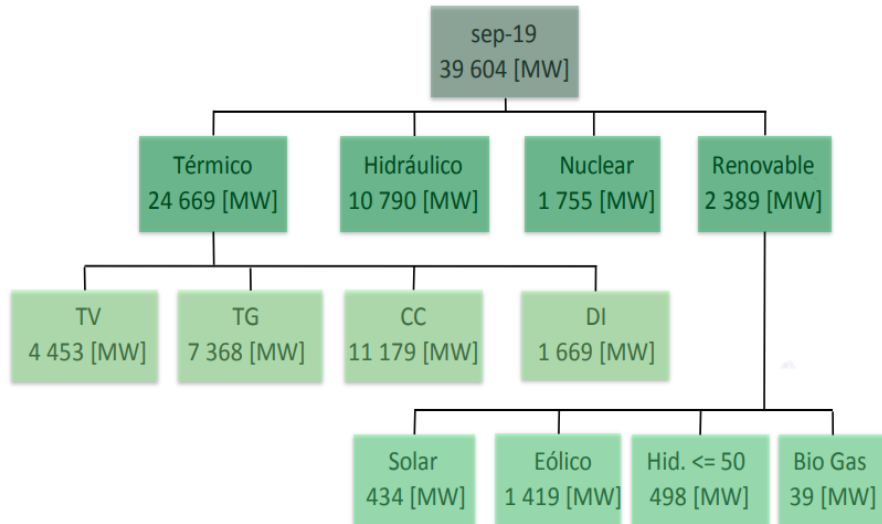 sep-19
39 604 [MW]
Térmico
24 669 [MW]
Hidráulico
10 790 [MW]
Nuclear
1 755 [MW]
Renovable
2 389 [MW]
TV
4 453 [MW]
TG
7 368 [MW]
CC
11 179 [MW]
DI
1 669 [MW]
Solar
434 [MW]
Eólico
1 419 [MW]
Hid. <= 50
498 [MW]
Bio Gas
39 [MW]